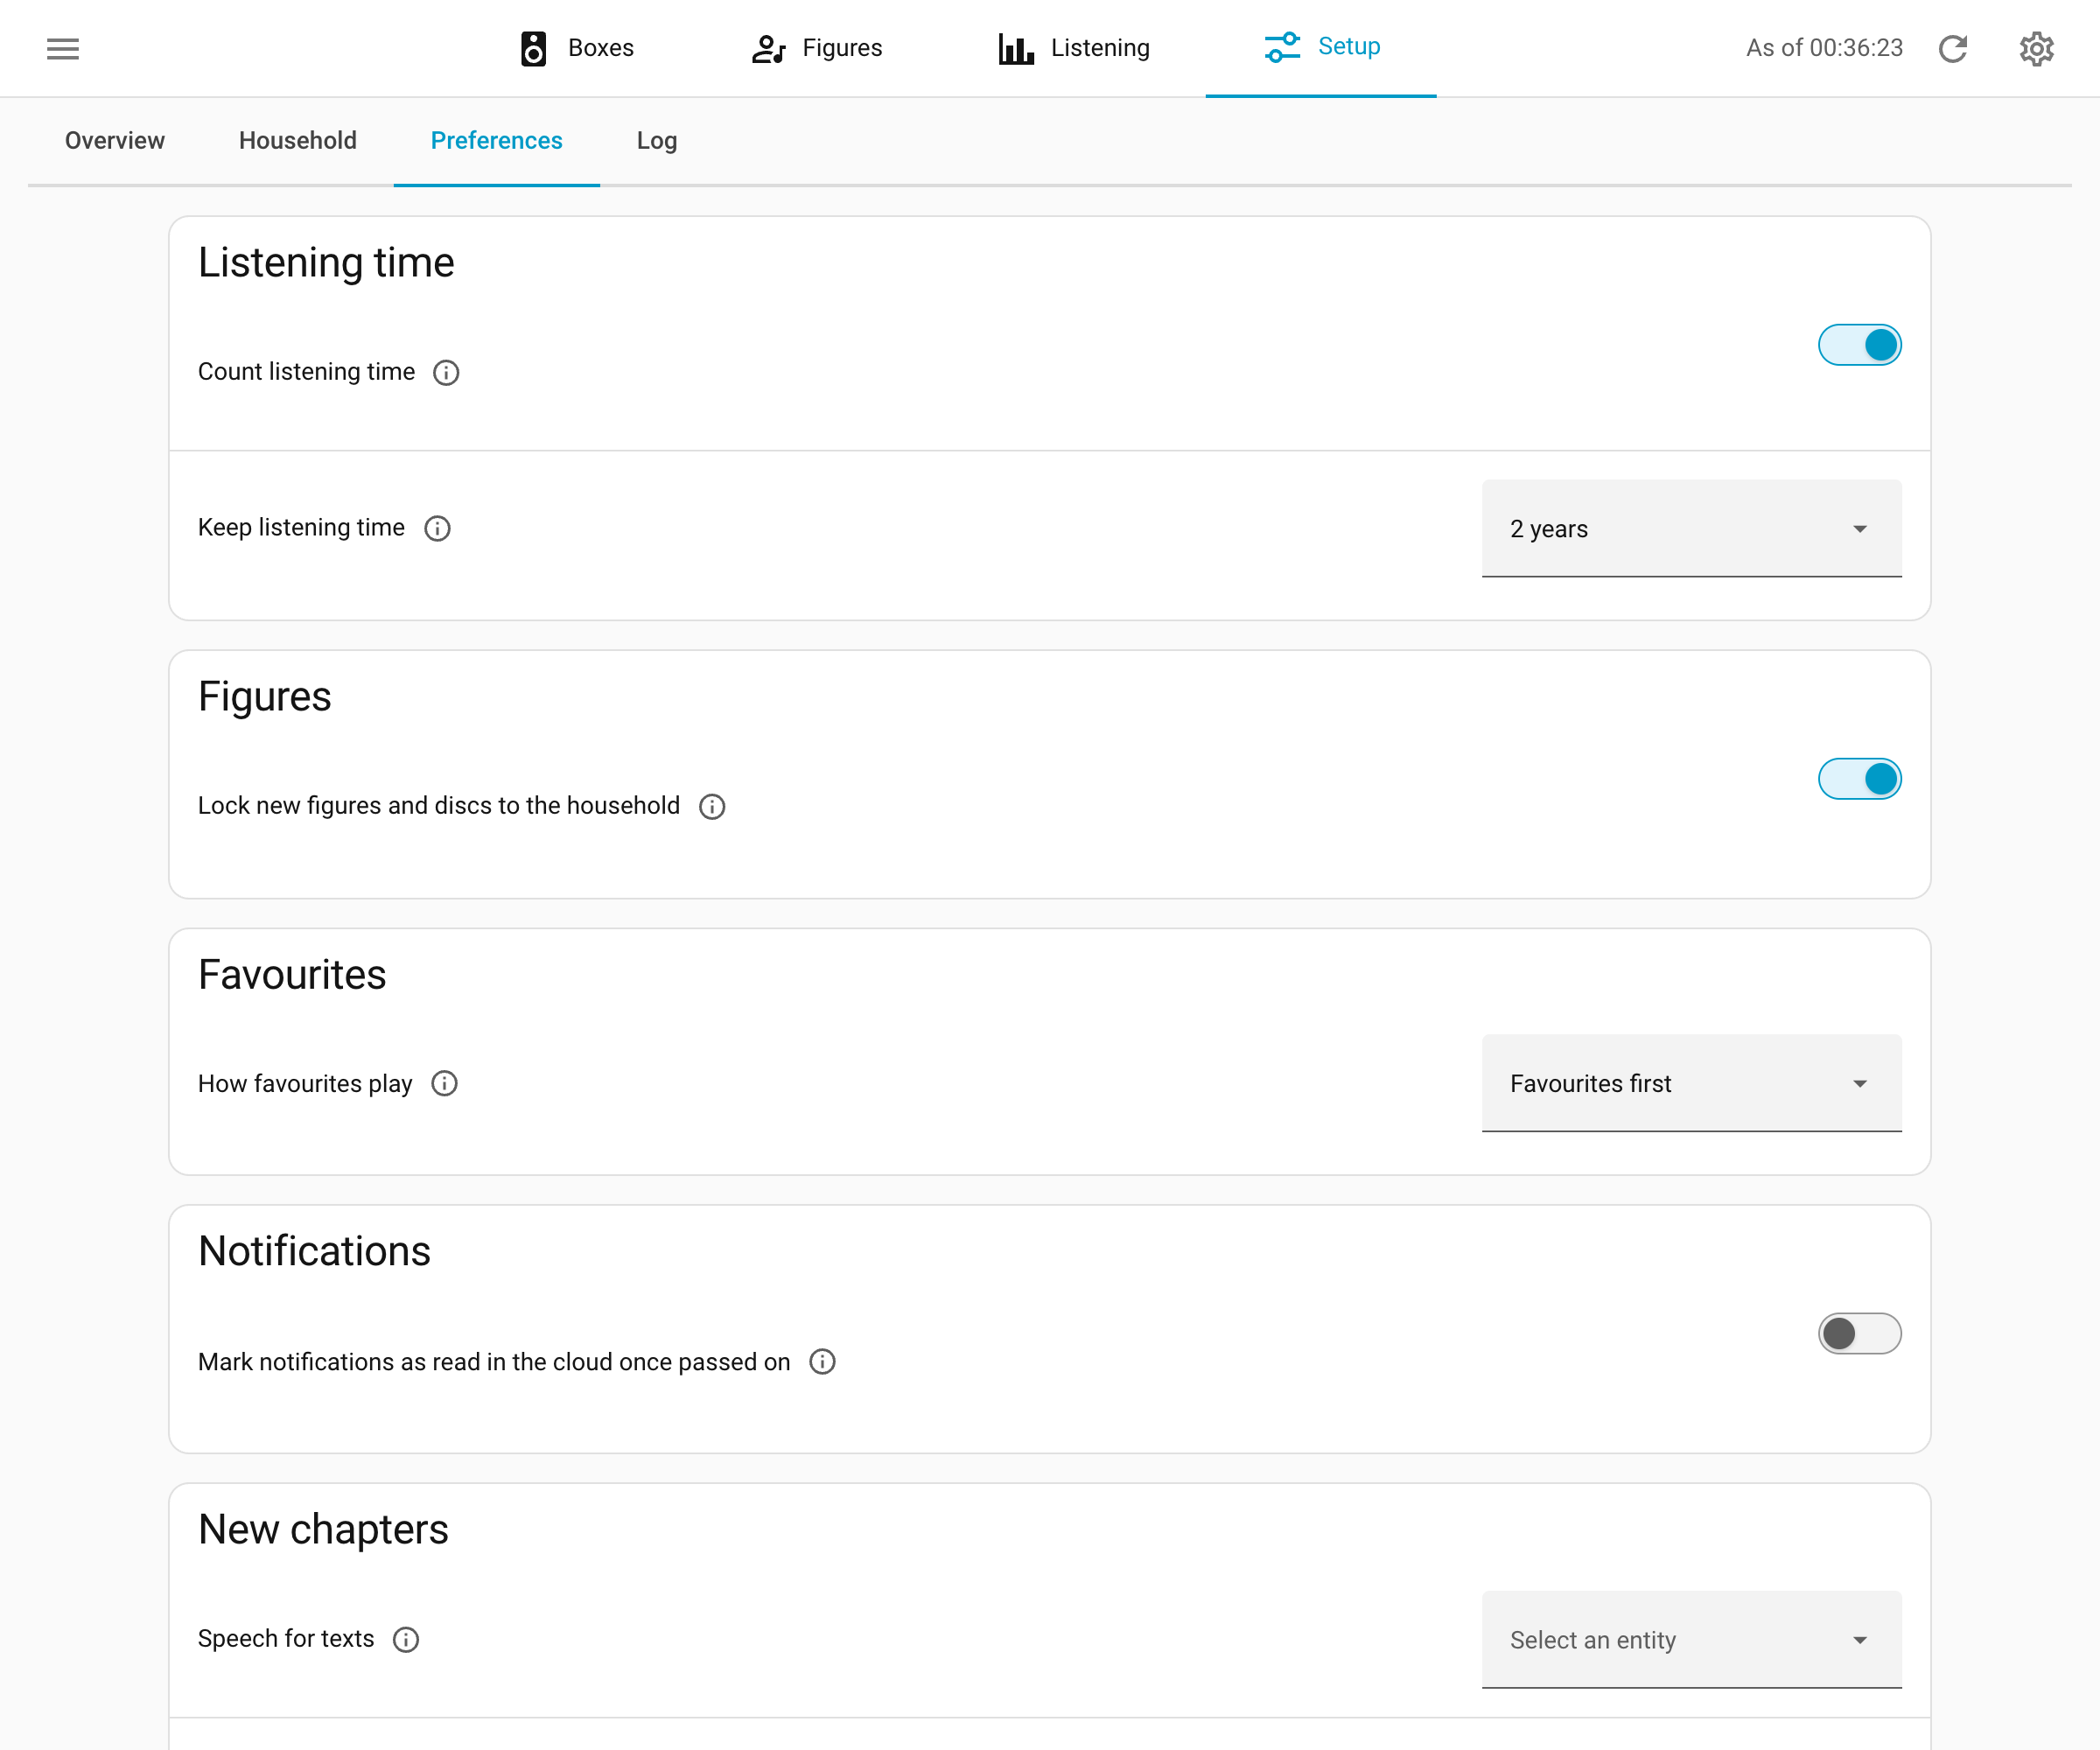 Boxes
Figures
Listening
Setup
As of 00:36:23
Overview
Household
Preferences
Log
Listening time
Count listening time
Keep listening time
2 years
Figures
Lock new figures and discs to the household
Favourites
How favourites play
Favourites first
Notifications
Mark notifications as read in the cloud once passed on
New chapters
Speech for texts
Select an entity